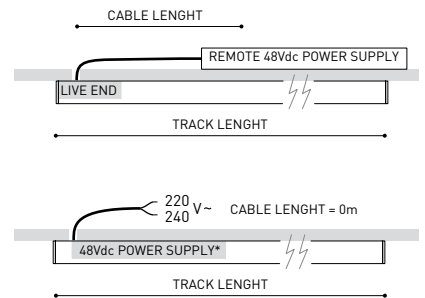 CABLE LENGHT
REMOTE 48Vdc POWER SUPPLY
LIVE END
TRACK LENGHT
220
240 V~ CABLE LENGHT = 0m
48Vdc POWER SUPPLY*
TRACK LENGHT